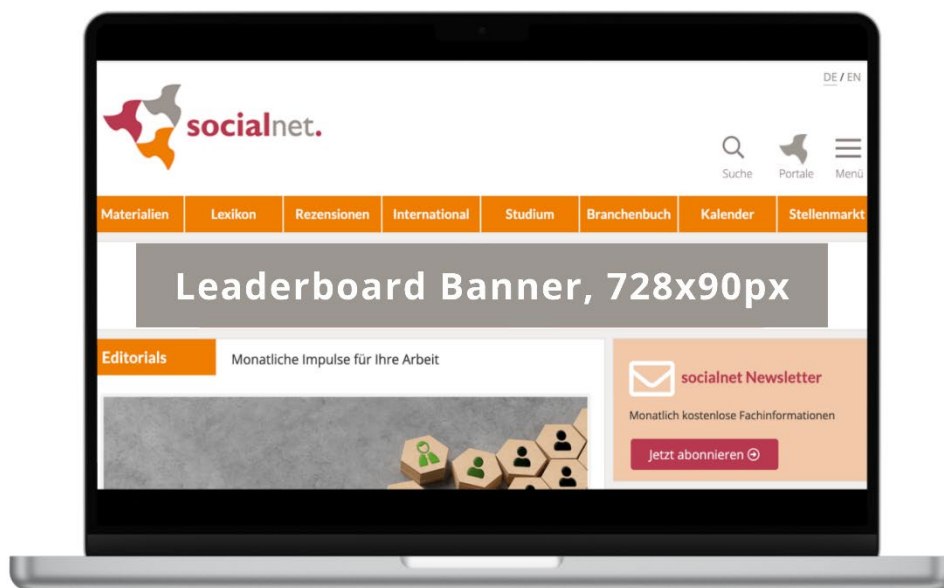 DE / EN
socialnet.
Suche Portale Menü
Materialien Lexikon Rezensionen International Studium Branchenbuch Kalender Stellenmarkt
Leaderboard Banner, 728x90px
Editorials Monatliche Impulse für Ihre Arbeit
socialnet Newsletter
Monatlich kostenlose Fachinformationen
Jetzt abonnieren